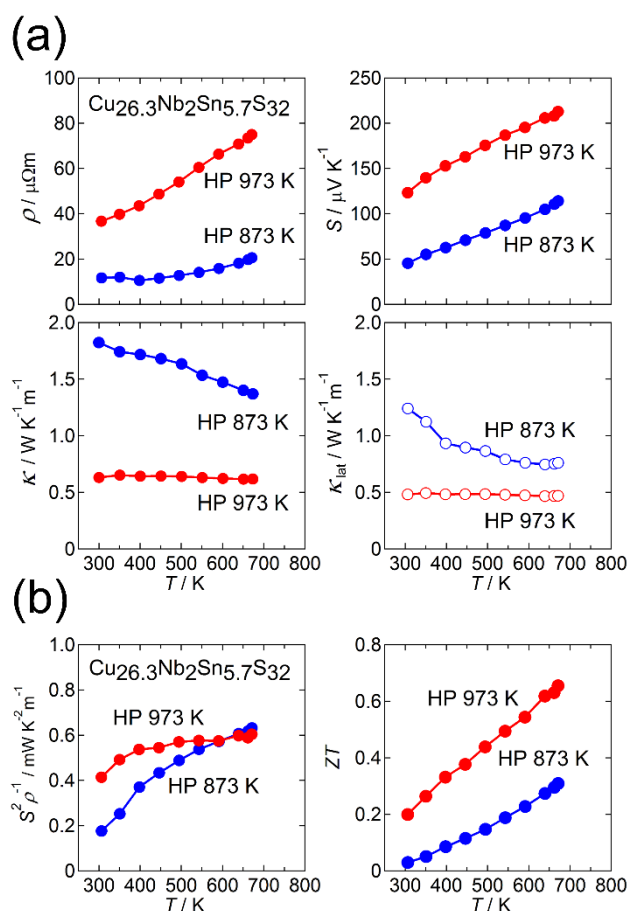 (a)
Cu26.3Nb2Sn5.7S32
HP 973 K
HP 873 K
ρ / μΩm
100
80
60
40
20
0
HP 973 K
HP 873 K
S / μV K-1
250
200
150
100
50
0
HP 873 K
HP 973 K
κ / W K-1m-1
2.0
1.5
1.0
0.5
0
300 400 500 600 700 800
T / K
HP 873 K
HP 973 K
κlat / W K-1m-1
2.0
1.5
1.0
0.5
0
300 400 500 600 700 800
T / K
(b)
Cu26.3Nb2Sn5.7S32
HP 973 K
HP 873 K
S2ρ-1 / mW K-2m-1
1.0
0.8
0.6
0.4
0.2
0
300 400 500 600 700 800
T / K
HP 973 K
HP 873 K
ZT
0.8
0.6
0.4
0.2
0
300 400 500 600 700 800
T / K